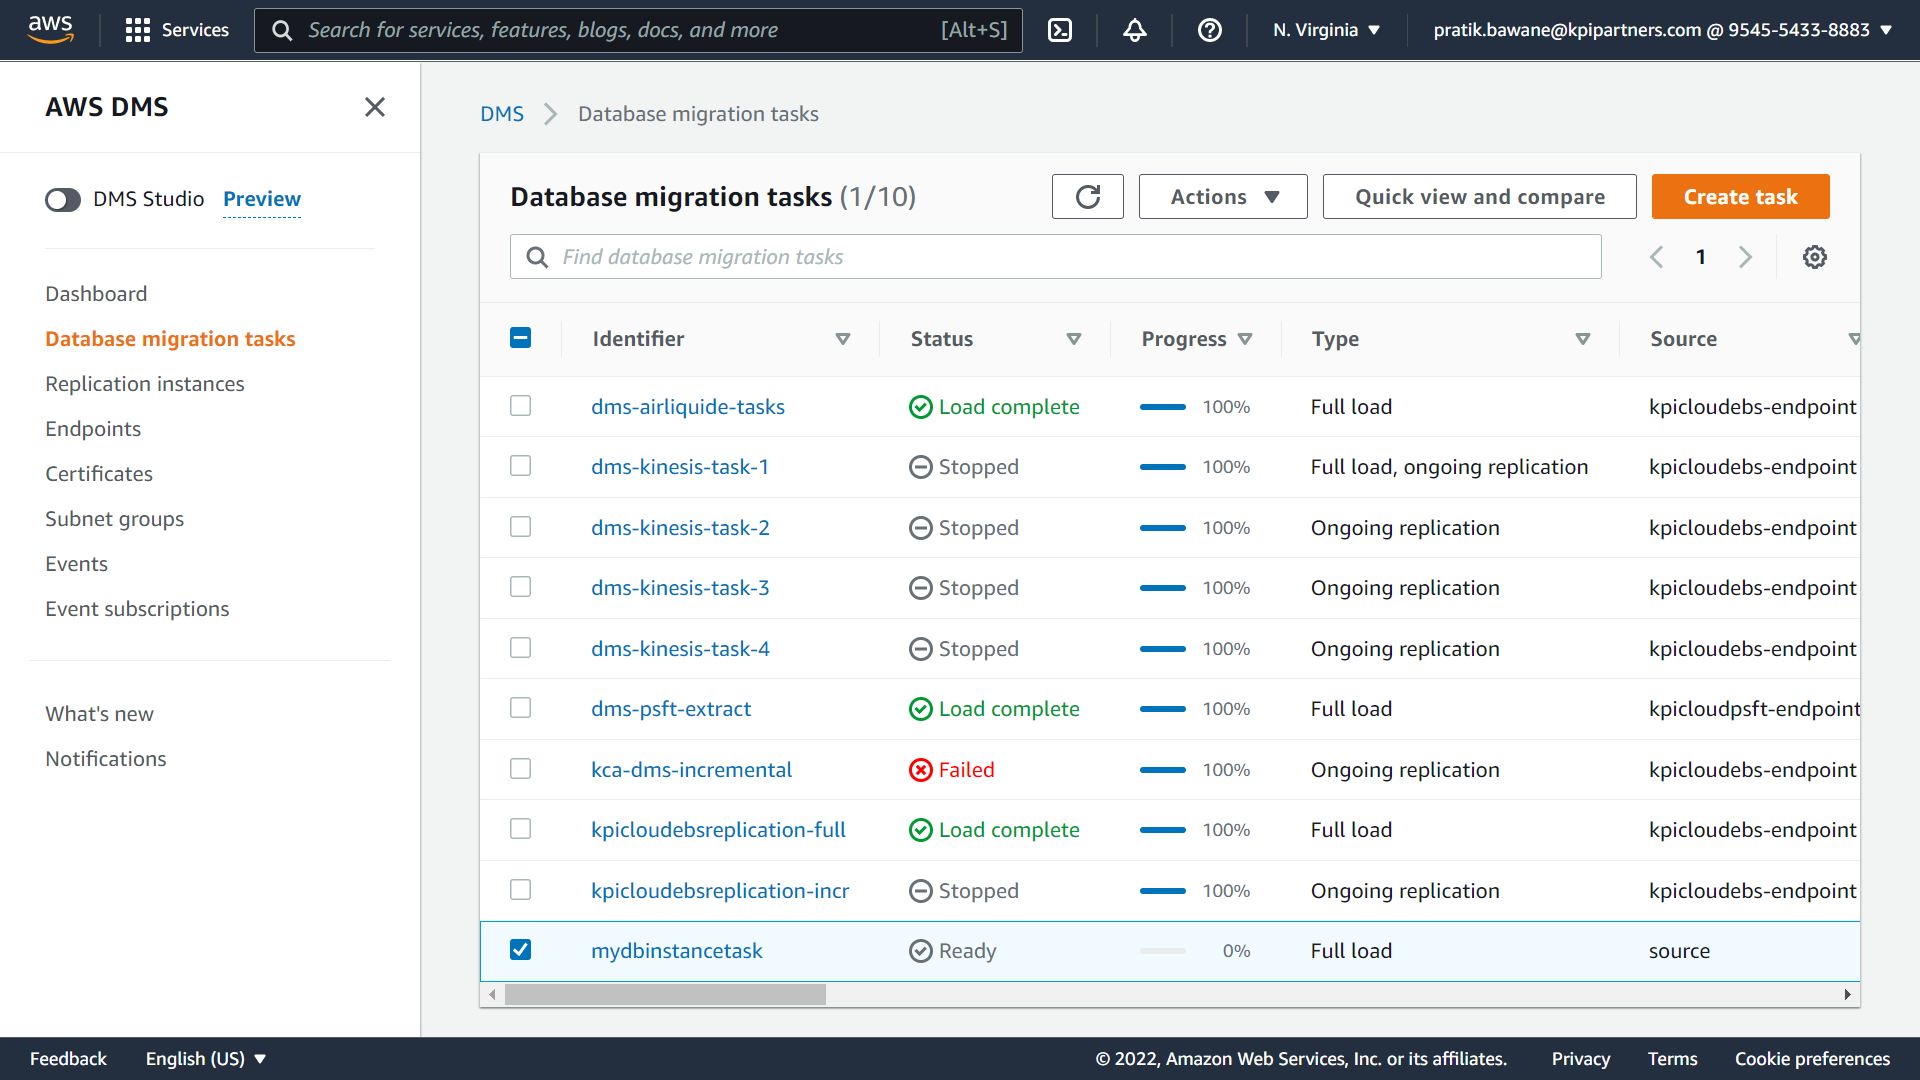 aws
Services
Search for services, features, blogs, docs, and more [Alt+S]
N. Virginia
pratik.bawane@kpipartners.com @ 9545-5433-8883
AWS DMS
DMS Studio Preview
Dashboard
Database migration tasks
Replication instances
Endpoints
Certificates
Subnet groups
Events
Event subscriptions
What's new
Notifications
DMS Database migration tasks
Database migration tasks (1/10)
Actions
Quick view and compare
Create task
Find database migration tasks
1
Identifier Status Progress Type Source
dms-airliquide-tasks Load complete 100% Full load kpicloudebs-endpoint
dms-kinesis-task-1 Stopped 100% Full load, ongoing replication kpicloudebs-endpoint
dms-kinesis-task-2 Stopped 100% Ongoing replication kpicloudebs-endpoint
dms-kinesis-task-3 Stopped 100% Ongoing replication kpicloudebs-endpoint
dms-kinesis-task-4 Stopped 100% Ongoing replication kpicloudebs-endpoint
dms-psft-extract Load complete 100% Full load kpicloudpsft-endpoint
kca-dms-incremental Failed 100% Ongoing replication kpicloudebs-endpoint
kpicloudebsreplication-full Load complete 100% Full load kpicloudebs-endpoint
kpicloudebsreplication-incr Stopped 100% Ongoing replication kpicloudebs-endpoint
mydbinstancetask Ready 0% Full load source
Feedback English (US) © 2022, Amazon Web Services, Inc. or its affiliates. Privacy Terms Cookie preferences